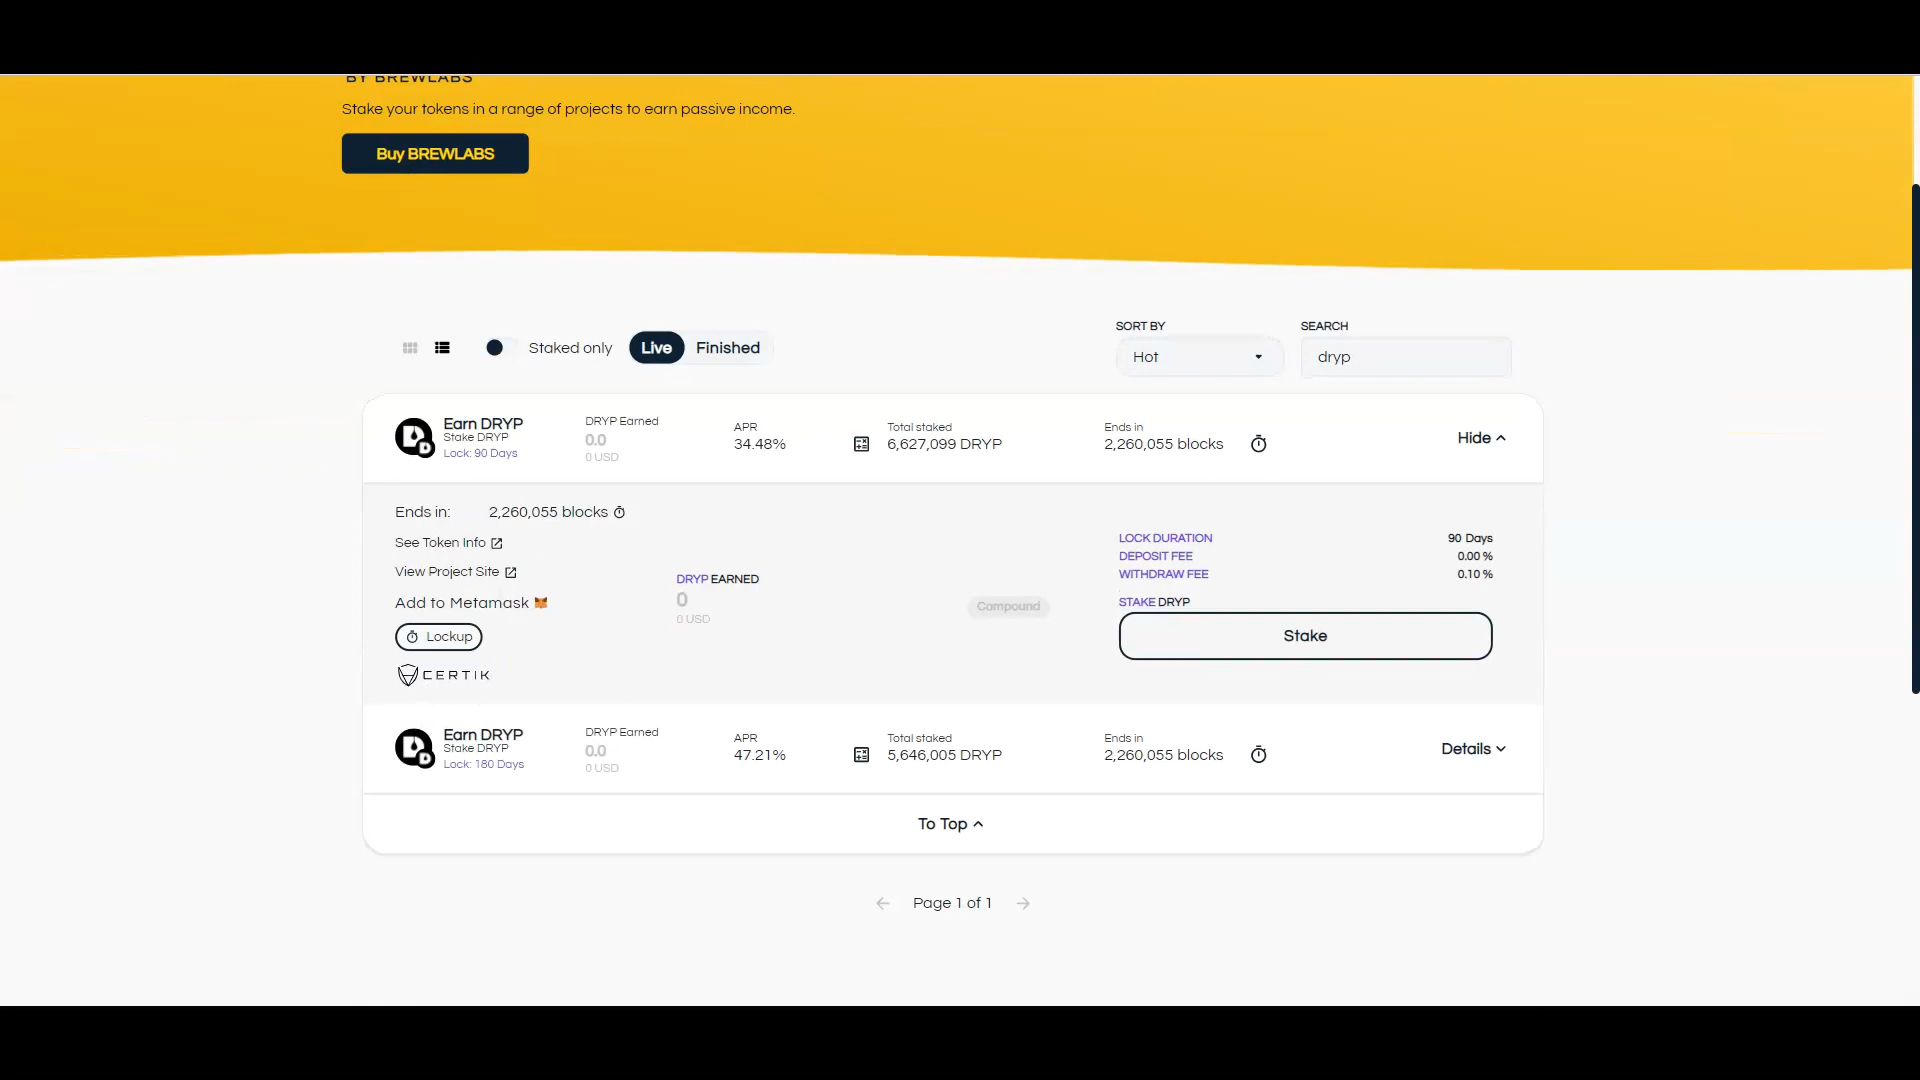 BY BREWLABS
Stake your tokens in a range of projects to earn passive income.
Buy BREWLABS
Staked only
Live
Finished
SORT BY
Hot
SEARCH
dryp
Earn DRYP
Stake DRYP
Lock: 90 Days
DRYP Earned
0.0
0 USD
APR
34.48%
Total staked
6,627,099 DRYP
Ends in
2,260,055 blocks
Hide
Ends in: 2,260,055 blocks
See Token Info
View Project Site
Add to Metamask
Lockup
CERTIK
DRYP EARNED
0
0 USD
Compound
LOCK DURATION 90 Days
DEPOSIT FEE 0.00 %
WITHDRAW FEE 0.10 %
STAKE DRYP
Stake
Earn DRYP
Stake DRYP
Lock: 180 Days
DRYP Earned
0.0
0 USD
APR
47.21%
Total staked
5,646,005 DRYP
Ends in
2,260,055 blocks
Details
To Top
Page 1 of 1